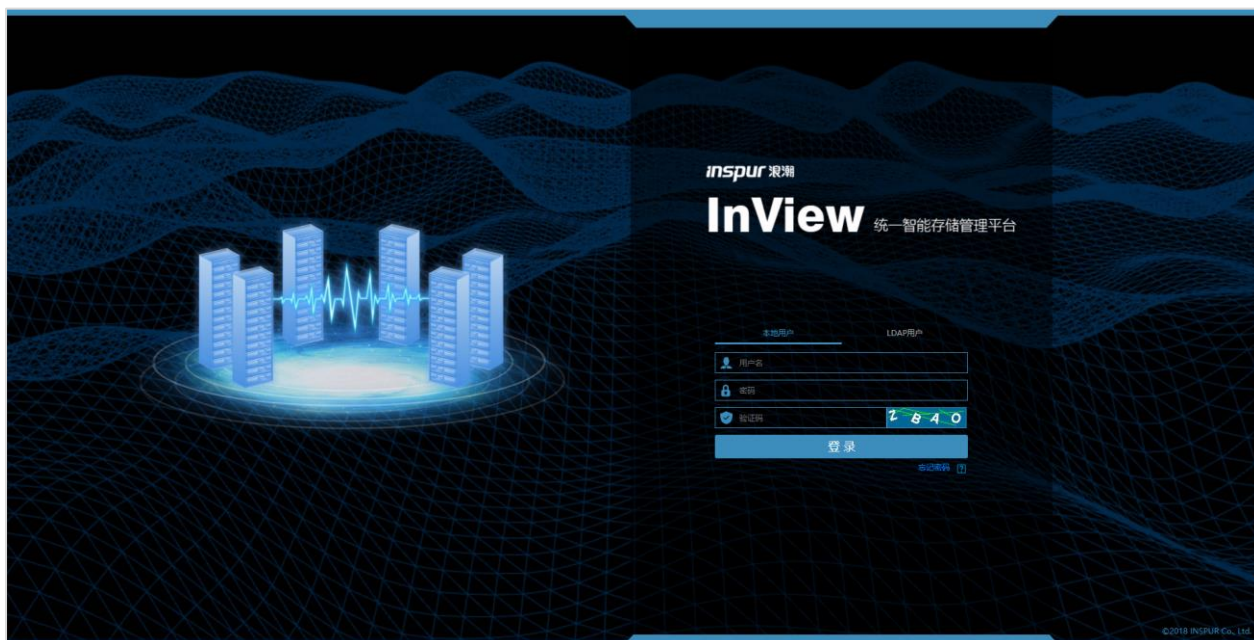 inspur 浪潮
InView 统一智能存储管理平台
本地用户 LDAP用户
用户名
密码
验证码 Z B A O
登 录
忘记密码 ?
©2018 INSPUR Co., Ltd.